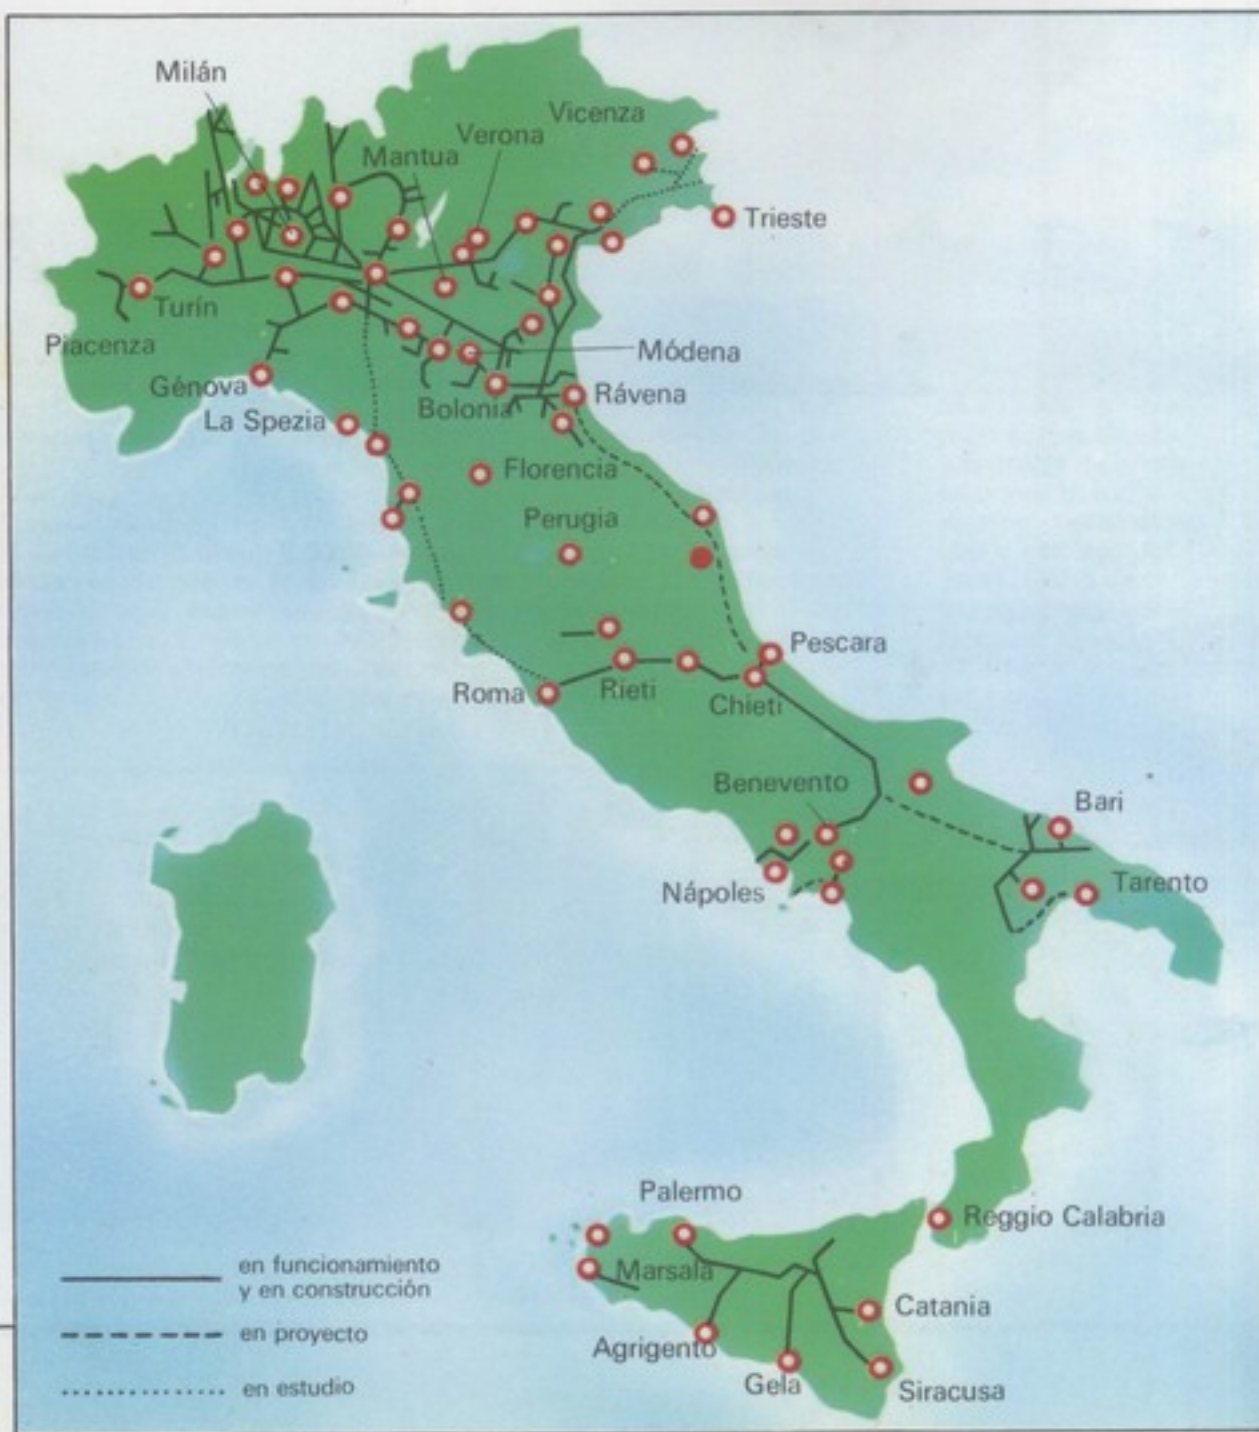 Milán
Vicenza
Verona
Mantua
Trieste
Turín
Piacenza
Módena
Génova
Rávena
Bolonia
La Spezia
Florencia
Perugia
Pescara
Roma
Rieti
Chieti
Benevento
Bari
Nápoles
Tarento
Palermo
Reggio Calabria
Marsala
Catania
Agrigento
Gela
Siracusa
en funcionamiento
y en construcción
en proyecto
en estudio